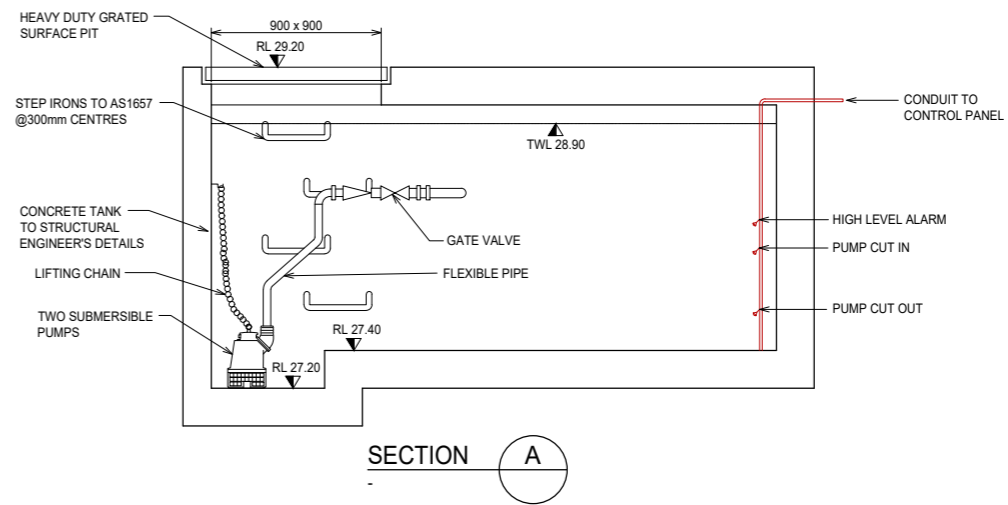 HEAVY DUTY GRATED
SURFACE PIT
900 x 900
RL 29.20
STEP IRONS TO AS1657
@300mm CENTRES
CONDUIT TO
CONTROL PANEL
TWL 28.90
CONCRETE TANK
TO STRUCTURAL
ENGINEER'S DETAILS
HIGH LEVEL ALARM
GATE VALVE
PUMP CUT IN
LIFTING CHAIN
FLEXIBLE PIPE
TWO SUBMERSIBLE
PUMPS
PUMP CUT OUT
RL 27.40
RL 27.20
SECTION A
-